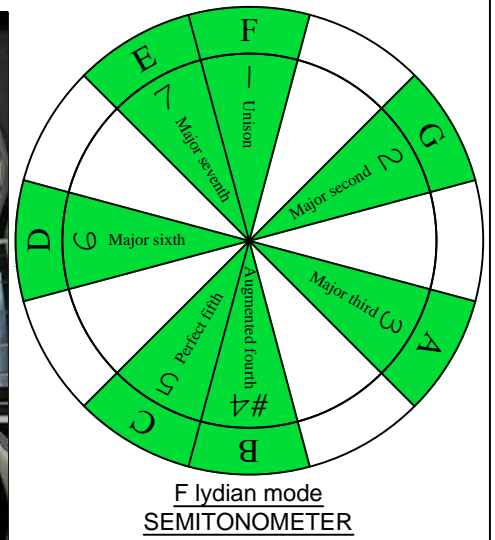 F
1
Unison
G
2
Major second
A
3
Major third
B
#4
Augmented fourth
C
5
Perfect fifth
D
6
Major sixth
E
7
Major seventh
F lydian mode
SEMITONOMETER